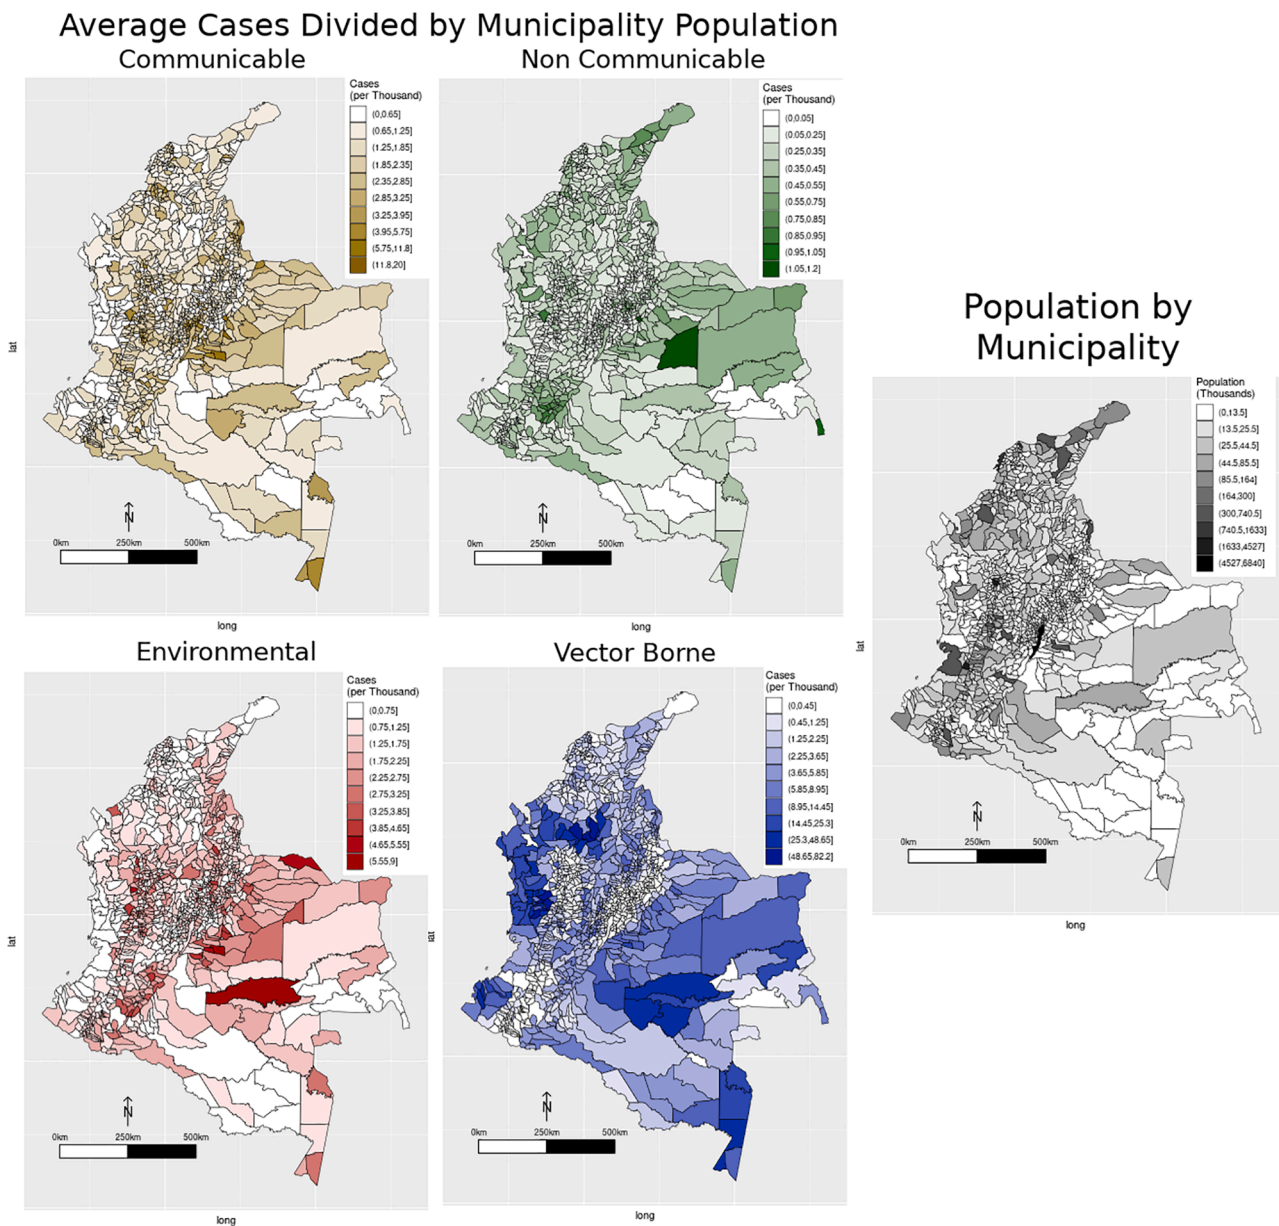 Average Cases Divided by Municipality Population
Communicable
Non Communicable
Cases
(per Thousand)
(0,0.65]
(0.65,1.25]
(1.25,1.85]
(1.85,2.35]
(2.35,2.85]
(2.85,3.25]
(3.25,3.95]
(3.95,5.75]
(5.75,11.8]
(11.8,20]
lat
N
0km
250km
500km
long
Cases
(per Thousand)
(0,0.05]
(0.05,0.25]
(0.25,0.35]
(0.35,0.45]
(0.45,0.55]
(0.55,0.75]
(0.75,0.85]
(0.85,0.95]
(0.95,1.05]
(1.05,1.2]
N
0km
250km
500km
long
Population by
Municipality
Population
(Thousands)
(0,13.5]
(13.5,25.5]
(25.5,44.5]
(44.5,85.5]
(85.5,164]
(164,300]
(300,740.5]
(740.5,1633]
(1633,4527]
(4527,6840]
lat
N
0km
250km
500km
long
Environmental
Vector Borne
Cases
(per Thousand)
(0,0.75]
(0.75,1.25]
(1.25,1.75]
(1.75,2.25]
(2.25,2.75]
(2.75,3.25]
(3.25,3.85]
(3.85,4.65]
(4.65,5.55]
(5.55,9]
lat
N
0km
250km
500km
long
Cases
(per Thousand)
(0,0.45]
(0.45,1.25]
(1.25,2.25]
(2.25,3.65]
(3.65,5.85]
(5.85,8.95]
(8.95,14.45]
(14.45,25.3]
(25.3,48.65]
(48.65,82.2]
lat
N
0km
250km
500km
long